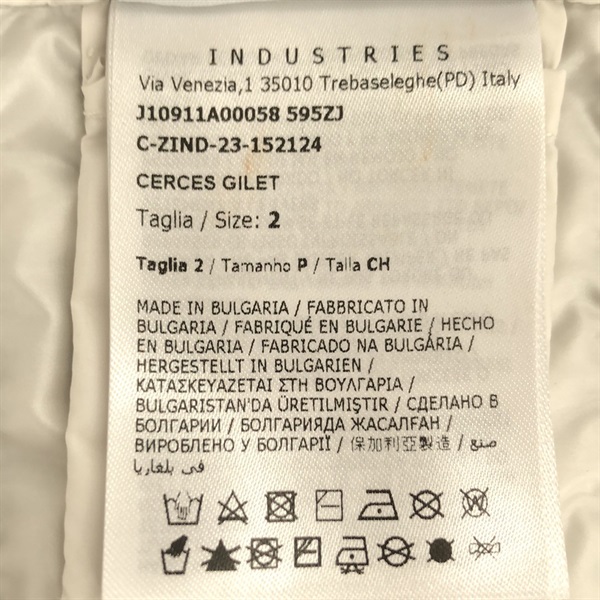 INDUSTRIES
Via Venezia,1 35010 Trebaseleghe(PD) Italy
J10911A00058 595ZJ
C-ZIND-23-152124
CERCES GILET
Taglia / Size: 2
Taglia 2 / Tamanho P / Talla CH
MADE IN BULGARIA / FABBRICATO IN
BULGARIA / FABRIQUÉ EN BULGARIE / HECHO
EN BULGARIA / FABRICADO NA BULGÁRIA /
HERGESTELLT IN BULGARIEN /
ΚΑΤΑΣΚΕΥΑΖΕΤΑΙ ΣΤΗ ΒΟΥΛΓΑΡΙΑ /
BULGARISTAN'DA ÜRETILMIŞTIR / СДЕЛАНО В
БОЛГАРИИ / БОЛГАРИЯДА ЖАСАЛҒАН /
ВИРОБЛЕНО У БОЛГАРІЇ / 保加利亞製造 / صنع
في بلغاريا